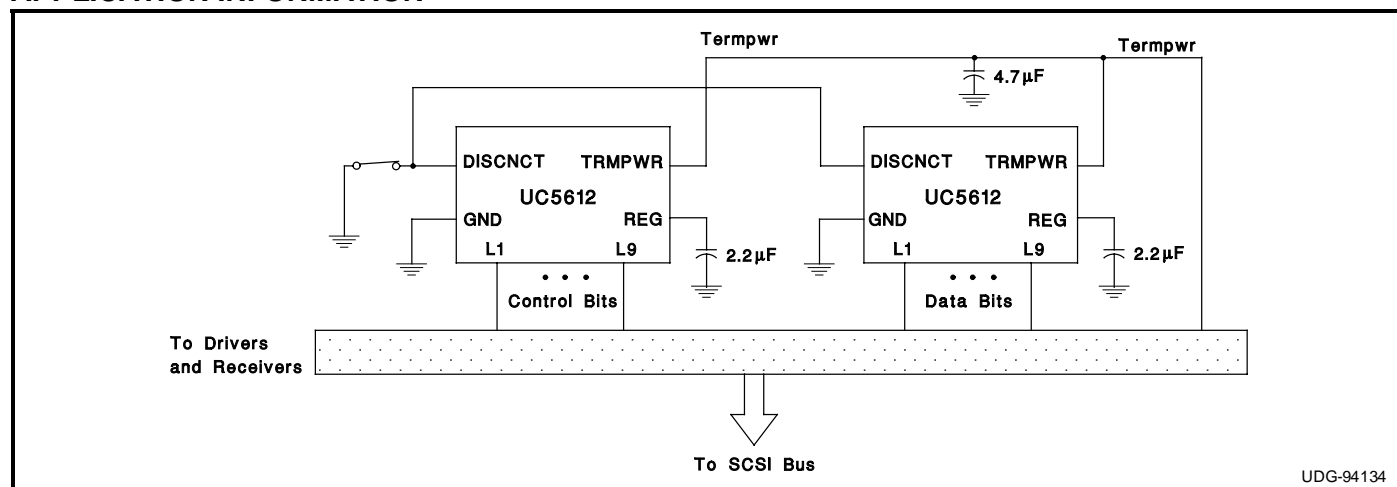 Termpwr
Termpwr
4.7μF
DISCNCT TRMPWR
UC5612
GND REG
L1 L9
2.2μF
• • •
Control Bits
DISCNCT TRMPWR
UC5612
GND REG
L1 L9
2.2μF
• • •
Data Bits
To Drivers
and Receivers
To SCSI Bus
UDG-94134